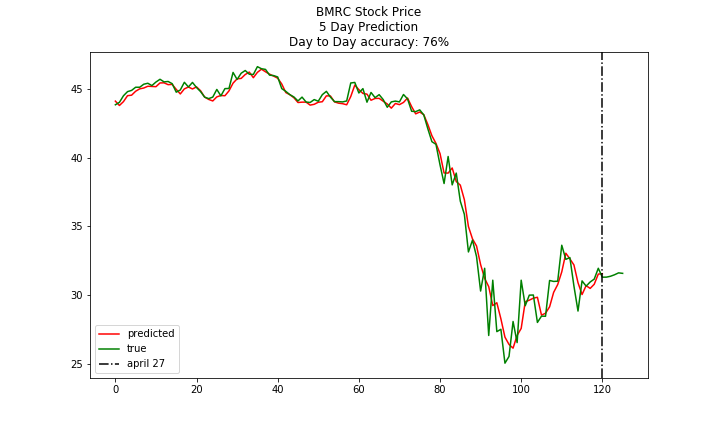 BMRC Stock Price
5 Day Prediction
Day to Day accuracy: 76%
45
40
35
30
25
predicted
true
april 27
0 20 40 60 80 100 120